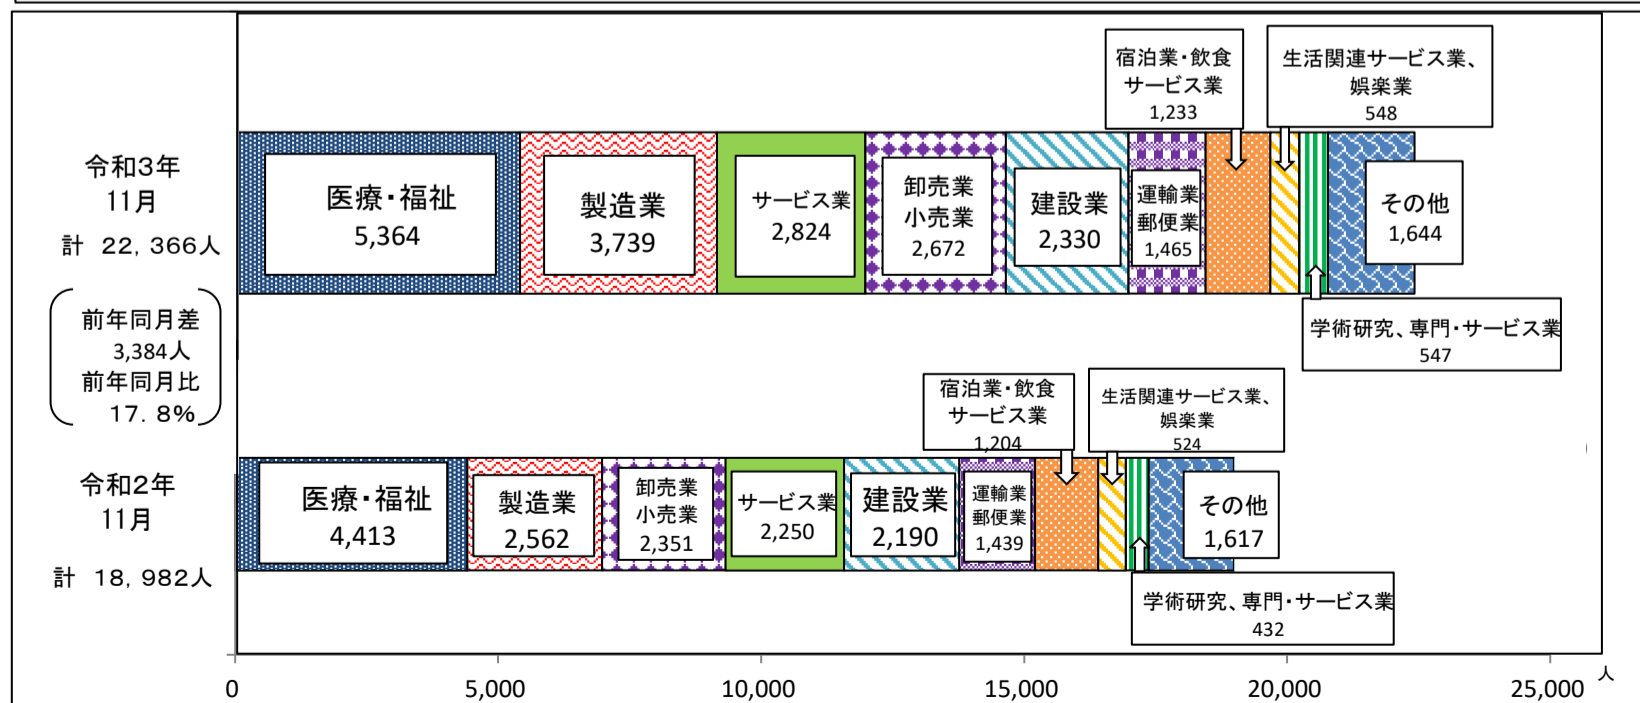 宿泊業・飲食
サービス業
1,233
生活関連サービス業、
娯楽業
548
令和3年
11月
計 22,366人
医療・福祉
5,364
製造業
3,739
サービス業
2,824
卸売業
小売業
2,672
建設業
2,330
運輸業
郵便業
1,465
その他
1,644
学術研究、専門・サービス業
547
前年同月差
3,384人
前年同月比
17.8%
宿泊業・飲食
サービス業
1,204
生活関連サービス業、
娯楽業
524
令和2年
11月
計 18,982人
医療・福祉
4,413
製造業
2,562
卸売業
小売業
2,351
サービス業
2,250
建設業
2,190
運輸業
郵便業
1,439
その他
1,617
学術研究、専門・サービス業
432
0 5,000 10,000 15,000 20,000 25,000 人